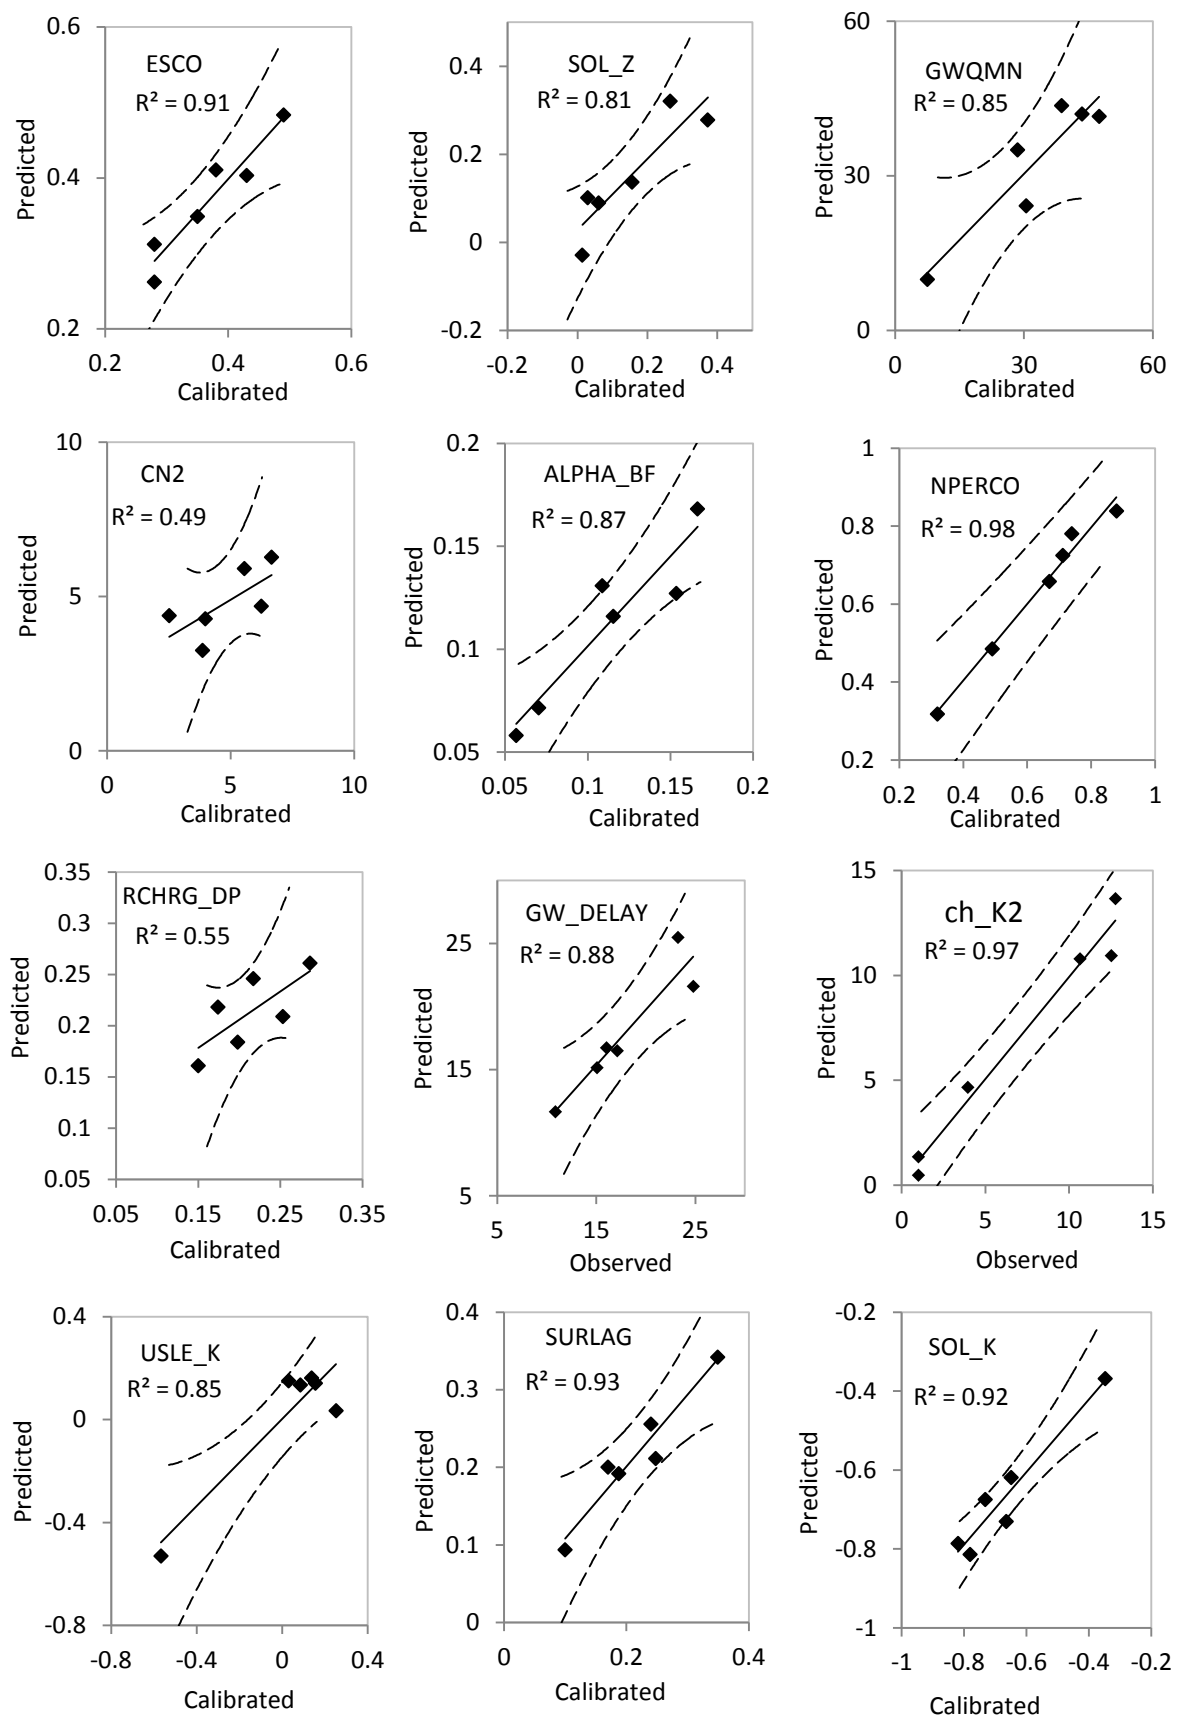 ESCO
R² = 0.91
0.6
0.4
0.2
0.2 0.4 0.6
Predicted
Calibrated
SOL_Z
R² = 0.81
0.4
0.2
0
-0.2
-0.2 0 0.2 0.4
Predicted
Calibrated
GWQMN
R² = 0.85
60
30
0
0 30 60
Predicted
Calibrated
CN2
R² = 0.49
10
5
0
0 5 10
Predicted
Calibrated
ALPHA_BF
R² = 0.87
0.2
0.15
0.1
0.05
0.05 0.1 0.15 0.2
Predicted
Calibrated
NPERCO
R² = 0.98
1
0.8
0.6
0.4
0.2
0.2 0.4 0.6 0.8 1
Predicted
Calibrated
RCHRG_DP
R² = 0.55
0.35
0.3
0.25
0.2
0.15
0.1
0.05
0.05 0.15 0.25 0.35
Predicted
Calibrated
GW_DELAY
R² = 0.88
25
15
5
5 15 25
Predicted
Observed
ch_K2
R² = 0.97
15
10
5
0
0 5 10 15
Predicted
Observed
USLE_K
R² = 0.85
0.4
0
-0.4
-0.8
-0.8 -0.4 0 0.4
Predicted
Calibrated
SURLAG
R² = 0.93
0.4
0.3
0.2
0.1
0
0 0.2 0.4
Predicted
Calibrated
SOL_K
R² = 0.92
-0.2
-0.4
-0.6
-0.8
-1
-1 -0.8 -0.6 -0.4 -0.2
Predicted
Calibrated